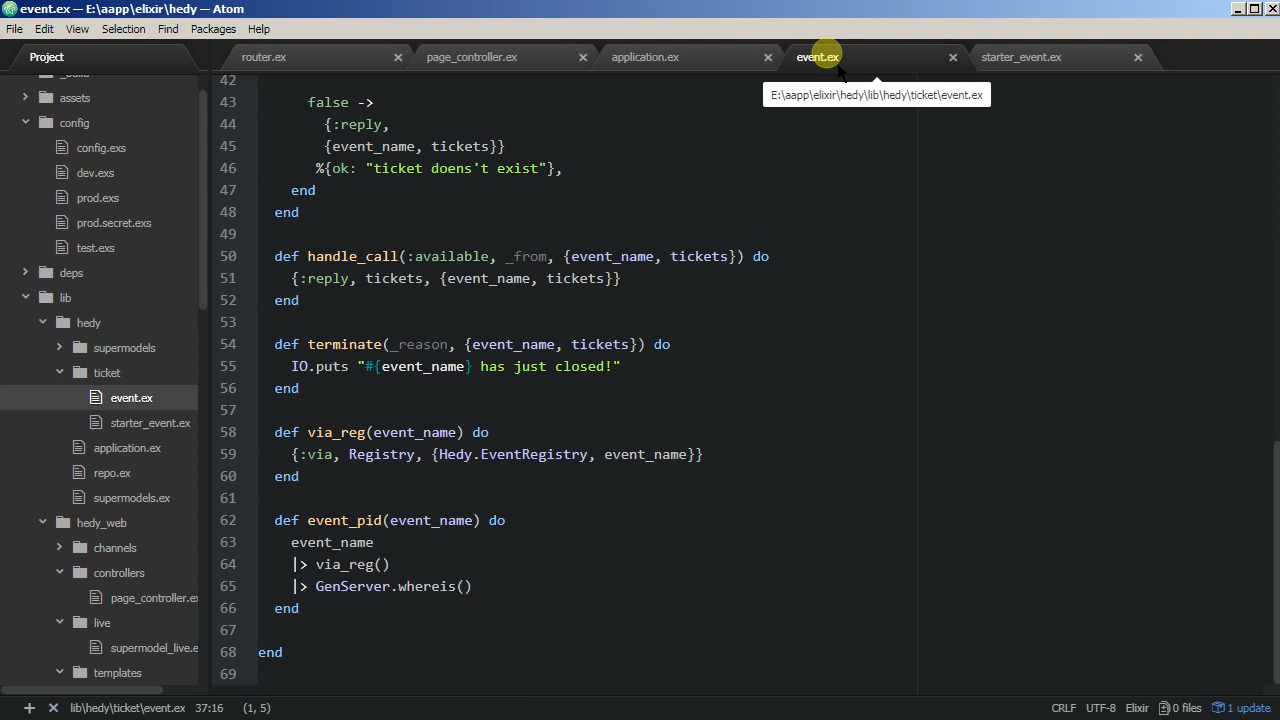 event.ex — E:\aapp\elixir\hedy — Atom
File Edit View Selection Find Packages Help
Project
router.ex
page_controller.ex
application.ex
event.ex
starter_event.ex
E:\aapp\elixir\hedy\lib\hedy\ticket\event.ex
assets
config
config.exs
dev.exs
prod.exs
prod.secret.exs
test.exs
deps
lib
hedy
supermodels
ticket
event.ex
starter_event.ex
application.ex
repo.ex
supermodels.ex
hedy_web
channels
controllers
page_controller.ex
live
supermodel_live.e
templates
42
43 false ->
44 {:reply,
45 {event_name, tickets}}
46 %{ok: "ticket doens't exist"},
47 end
48 end
49
50 def handle_call(:available, _from, {event_name, tickets}) do
51 {:reply, tickets, {event_name, tickets}}
52 end
53
54 def terminate(_reason, {event_name, tickets}) do
55 IO.puts "#{event_name} has just closed!"
56 end
57
58 def via_reg(event_name) do
59 {:via, Registry, {Hedy.EventRegistry, event_name}}
60 end
61
62 def event_pid(event_name) do
63 event_name
64 |> via_reg()
65 |> GenServer.whereis()
66 end
67
68 end
69
lib\hedy\ticket\event.ex 37:16 (1, 5)
CRLF UTF-8 Elixir 0 files 1 update